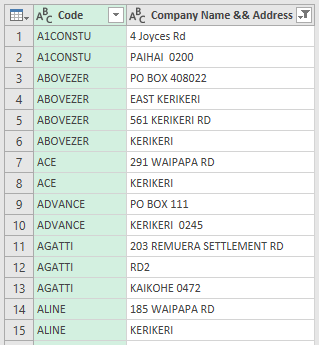 Code Company Name && Address
1 A1CONSTU 4 Joyces Rd
2 A1CONSTU PAIHAI  0200
3 ABOVEZER PO BOX 408022
4 ABOVEZER EAST KERIKERI
5 ABOVEZER 561 KERIKERI RD
6 ABOVEZER KERIKERI
7 ACE 291 WAIPAPA RD
8 ACE KERIKERI
9 ADVANCE PO BOX 111
10 ADVANCE KERIKERI  0245
11 AGATTI 203 REMUERA SETTLEMENT RD
12 AGATTI RD2
13 AGATTI KAIKOHE 0472
14 ALINE 185 WAIPAPA RD
15 ALINE KERIKERI